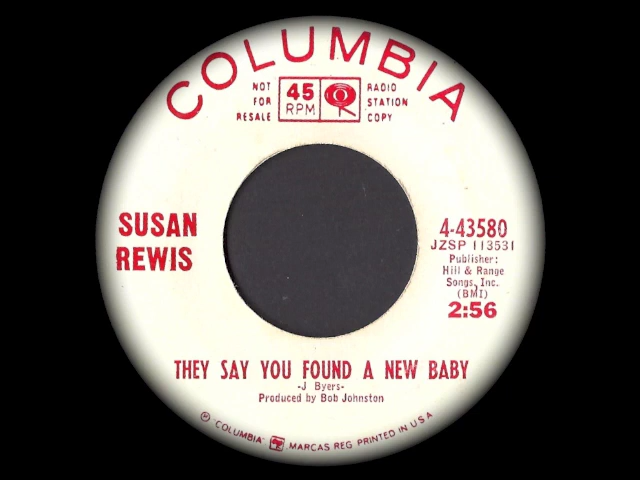 COLUMBIA
NOT FOR RESALE
45 RPM
RADIO STATION COPY
SUSAN
REWIS
4-43580
JZSP 113531
Publisher:
Hill & Range
Songs, Inc.
(BMI)
2:56
THEY SAY YOU FOUND A NEW BABY
-J Byers-
Produced by Bob Johnston
℗ "COLUMBIA" MARCAS REG PRINTED IN U S A